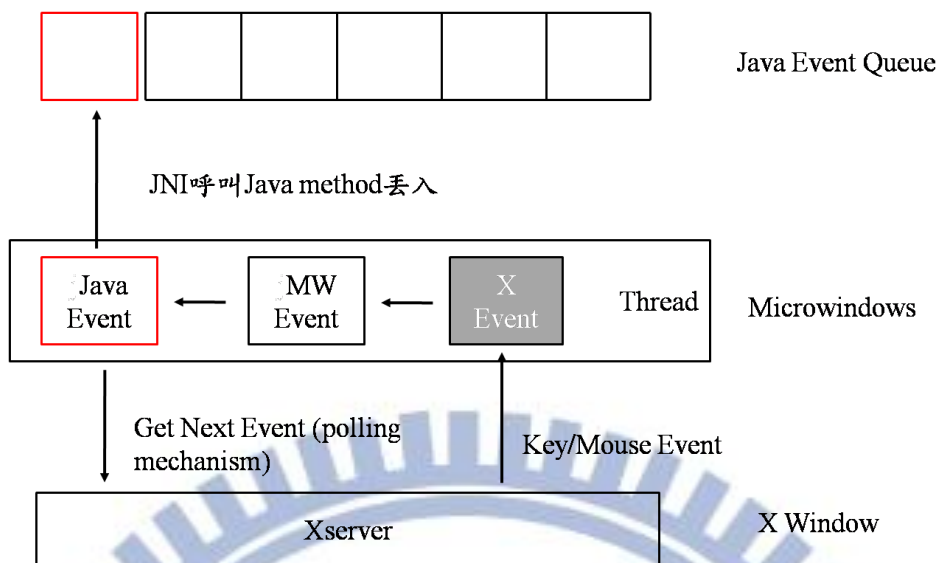 Java Event Queue
JNI呼叫Java method丟入
Java
Event
MW
Event
X
Event
Thread
Microwindows
Get Next Event (polling
mechanism)
Key/Mouse Event
Xserver
X Window